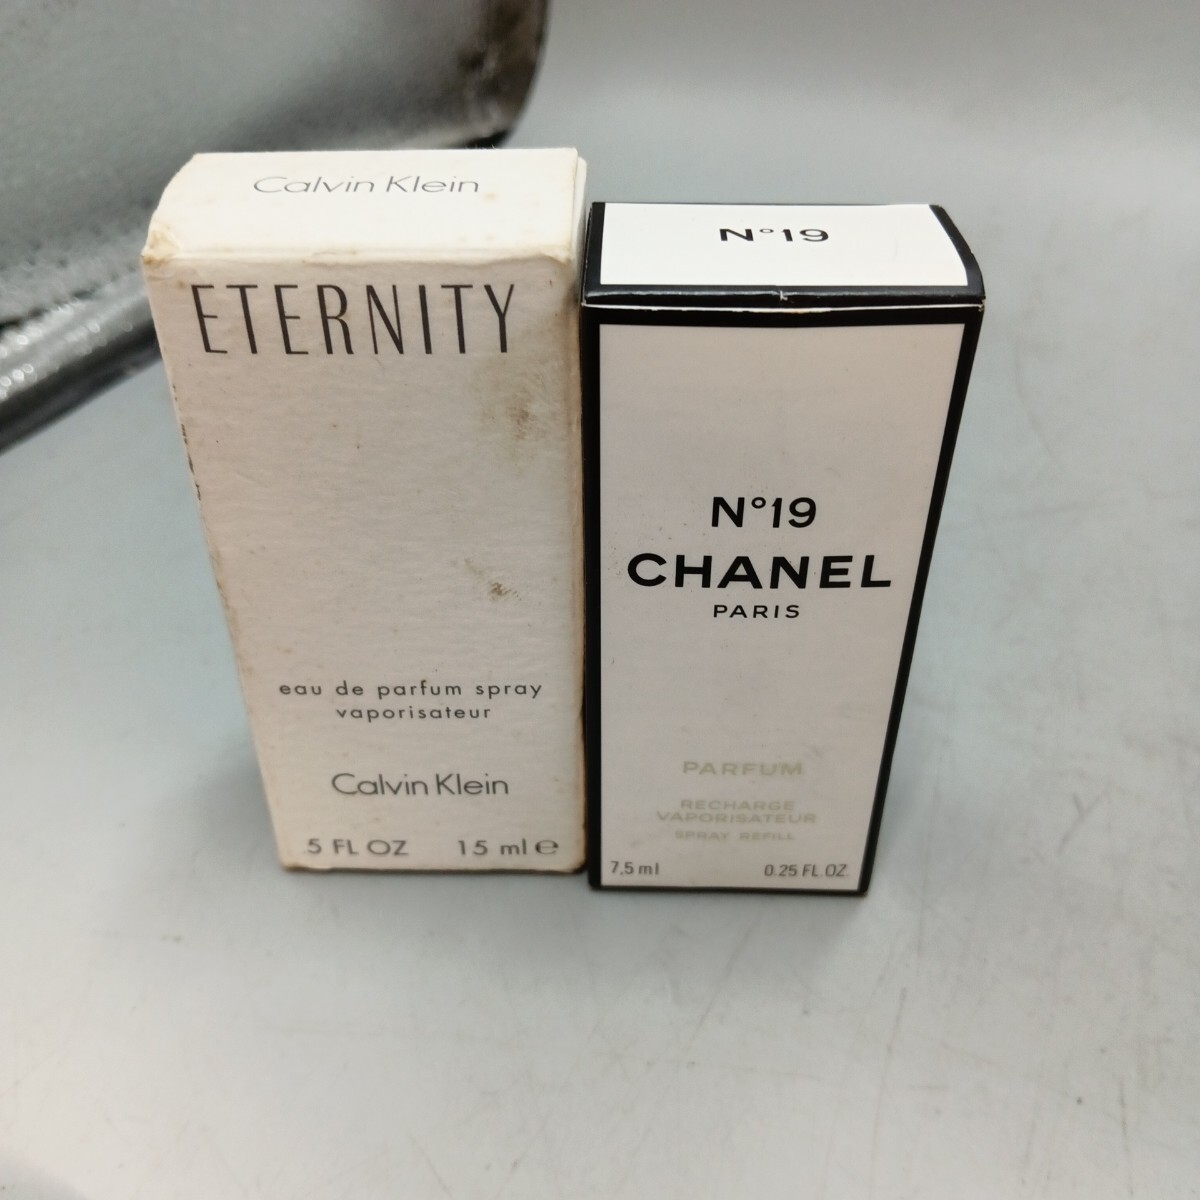 Calvin Klein
ETERNITY
eau de parfum spray
vaporisateur
Calvin Klein
.5 FL OZ 15 ml ℮
N°19
N°19
CHANEL
PARIS
PARFUM
RECHARGE
VAPORISATEUR
SPRAY REFILL
7,5 ml 0.25 FL.OZ.